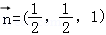 n⃗=(1/2, 1/2, 1)